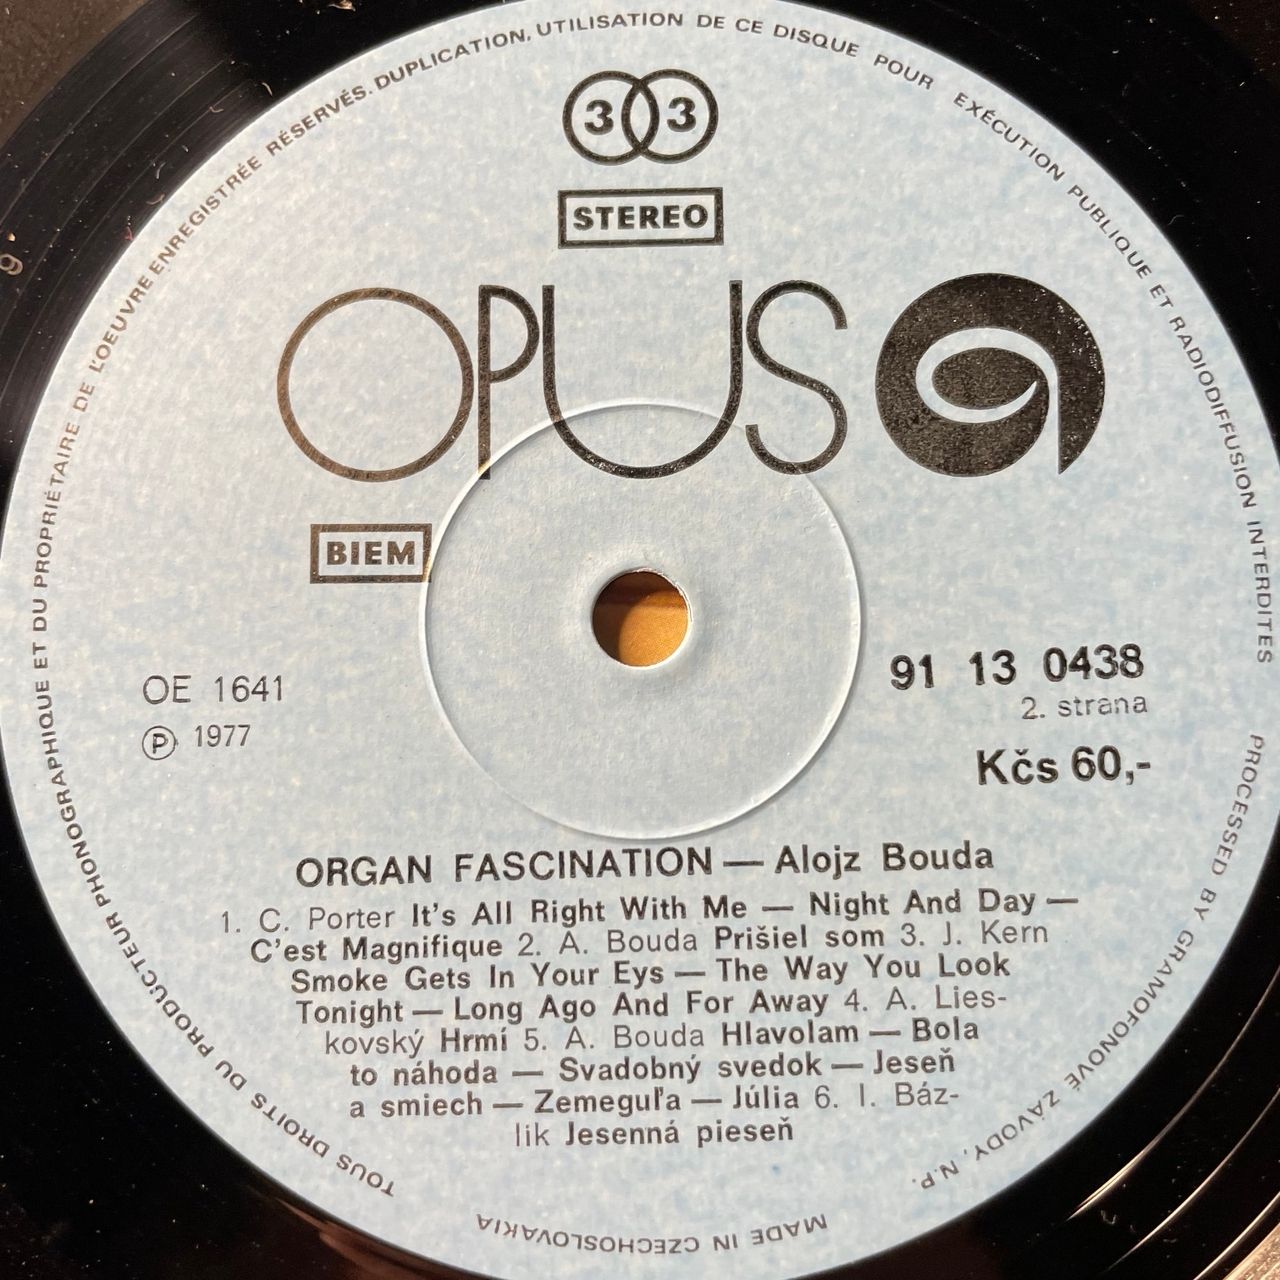 TOUS DROITS DU PRODUCTEUR PHONOGRAPHIQUE ET DU PROPRIÉTAIRE DE L'OEUVRE ENREGISTRÉE RÉSERVÉS. DUPLICATION, UTILISATION DE CE DISQUE POUR EXÉCUTION PUBLIQUE ET RADIODIFFUSION INTERDITES
33
STEREO
OPUS
BIEM
OE 1641
℗ 1977
91 13 0438
2. strana
Kčs 60,-
ORGAN FASCINATION — Alojz Bouda
1. C. Porter It's All Right With Me — Night And Day —
C'est Magnifique 2. A. Bouda Prišiel som 3. J. Kern
Smoke Gets In Your Eys — The Way You Look
Tonight — Long Ago And For Away 4. A. Lies-
kovský Hrmí 5. A. Bouda Hlavolam — Bola
to náhoda — Svadobný svedok — Jeseň
a smiech — Zemeguľa — Júlia 6. I. Báz-
lik Jesenná pieseň
PROCESSED BY GRAMOFONOVÉ ZÁVODY, N.P.
MADE IN CZECHOSLOVAKIA